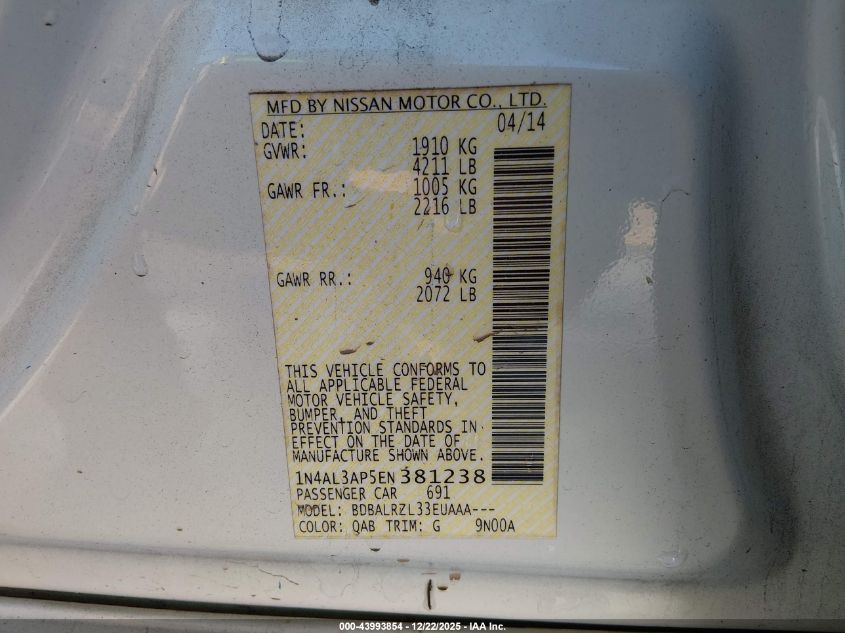 MFD BY NISSAN MOTOR CO., LTD.
DATE: 04/14
GVWR: 1910 KG
4211 LB
GAWR FR.: 1005 KG
2216 LB
GAWR RR.: 940 KG
2072 LB
THIS VEHICLE CONFORMS TO
ALL APPLICABLE FEDERAL
MOTOR VEHICLE SAFETY,
BUMPER, AND THEFT
PREVENTION STANDARDS IN
EFFECT ON THE DATE OF
MANUFACTURE SHOWN ABOVE.
1N4AL3AP5EN381238
PASSENGER CAR 691
MODEL: BDBALRZL33EUAAA---
COLOR: QAB TRIM: G 9N00A
000-43993854 - 12/22/2025 - IAA Inc.